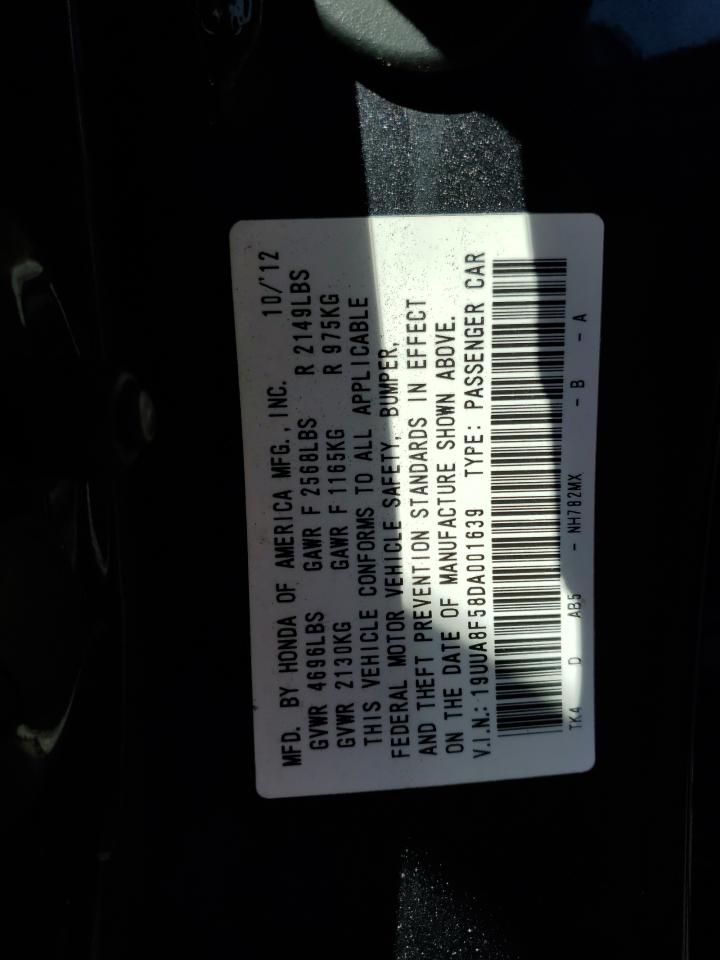 MFD. BY HONDA OF AMERICA MFG., INC. 10/'12
GVWR 4696LBS GAWR F 2568LBS R 2149LBS
GVWR 2130KG GAWR F 1165KG R 975KG
THIS VEHICLE CONFORMS TO ALL APPLICABLE
FEDERAL MOTOR VEHICLE SAFETY, BUMPER,
AND THEFT PREVENTION STANDARDS IN EFFECT
ON THE DATE OF MANUFACTURE SHOWN ABOVE.
V.I.N.: 19UUA8F58DA001639 TYPE: PASSENGER CAR
TK4 D AB5 - NH782MX - B - A